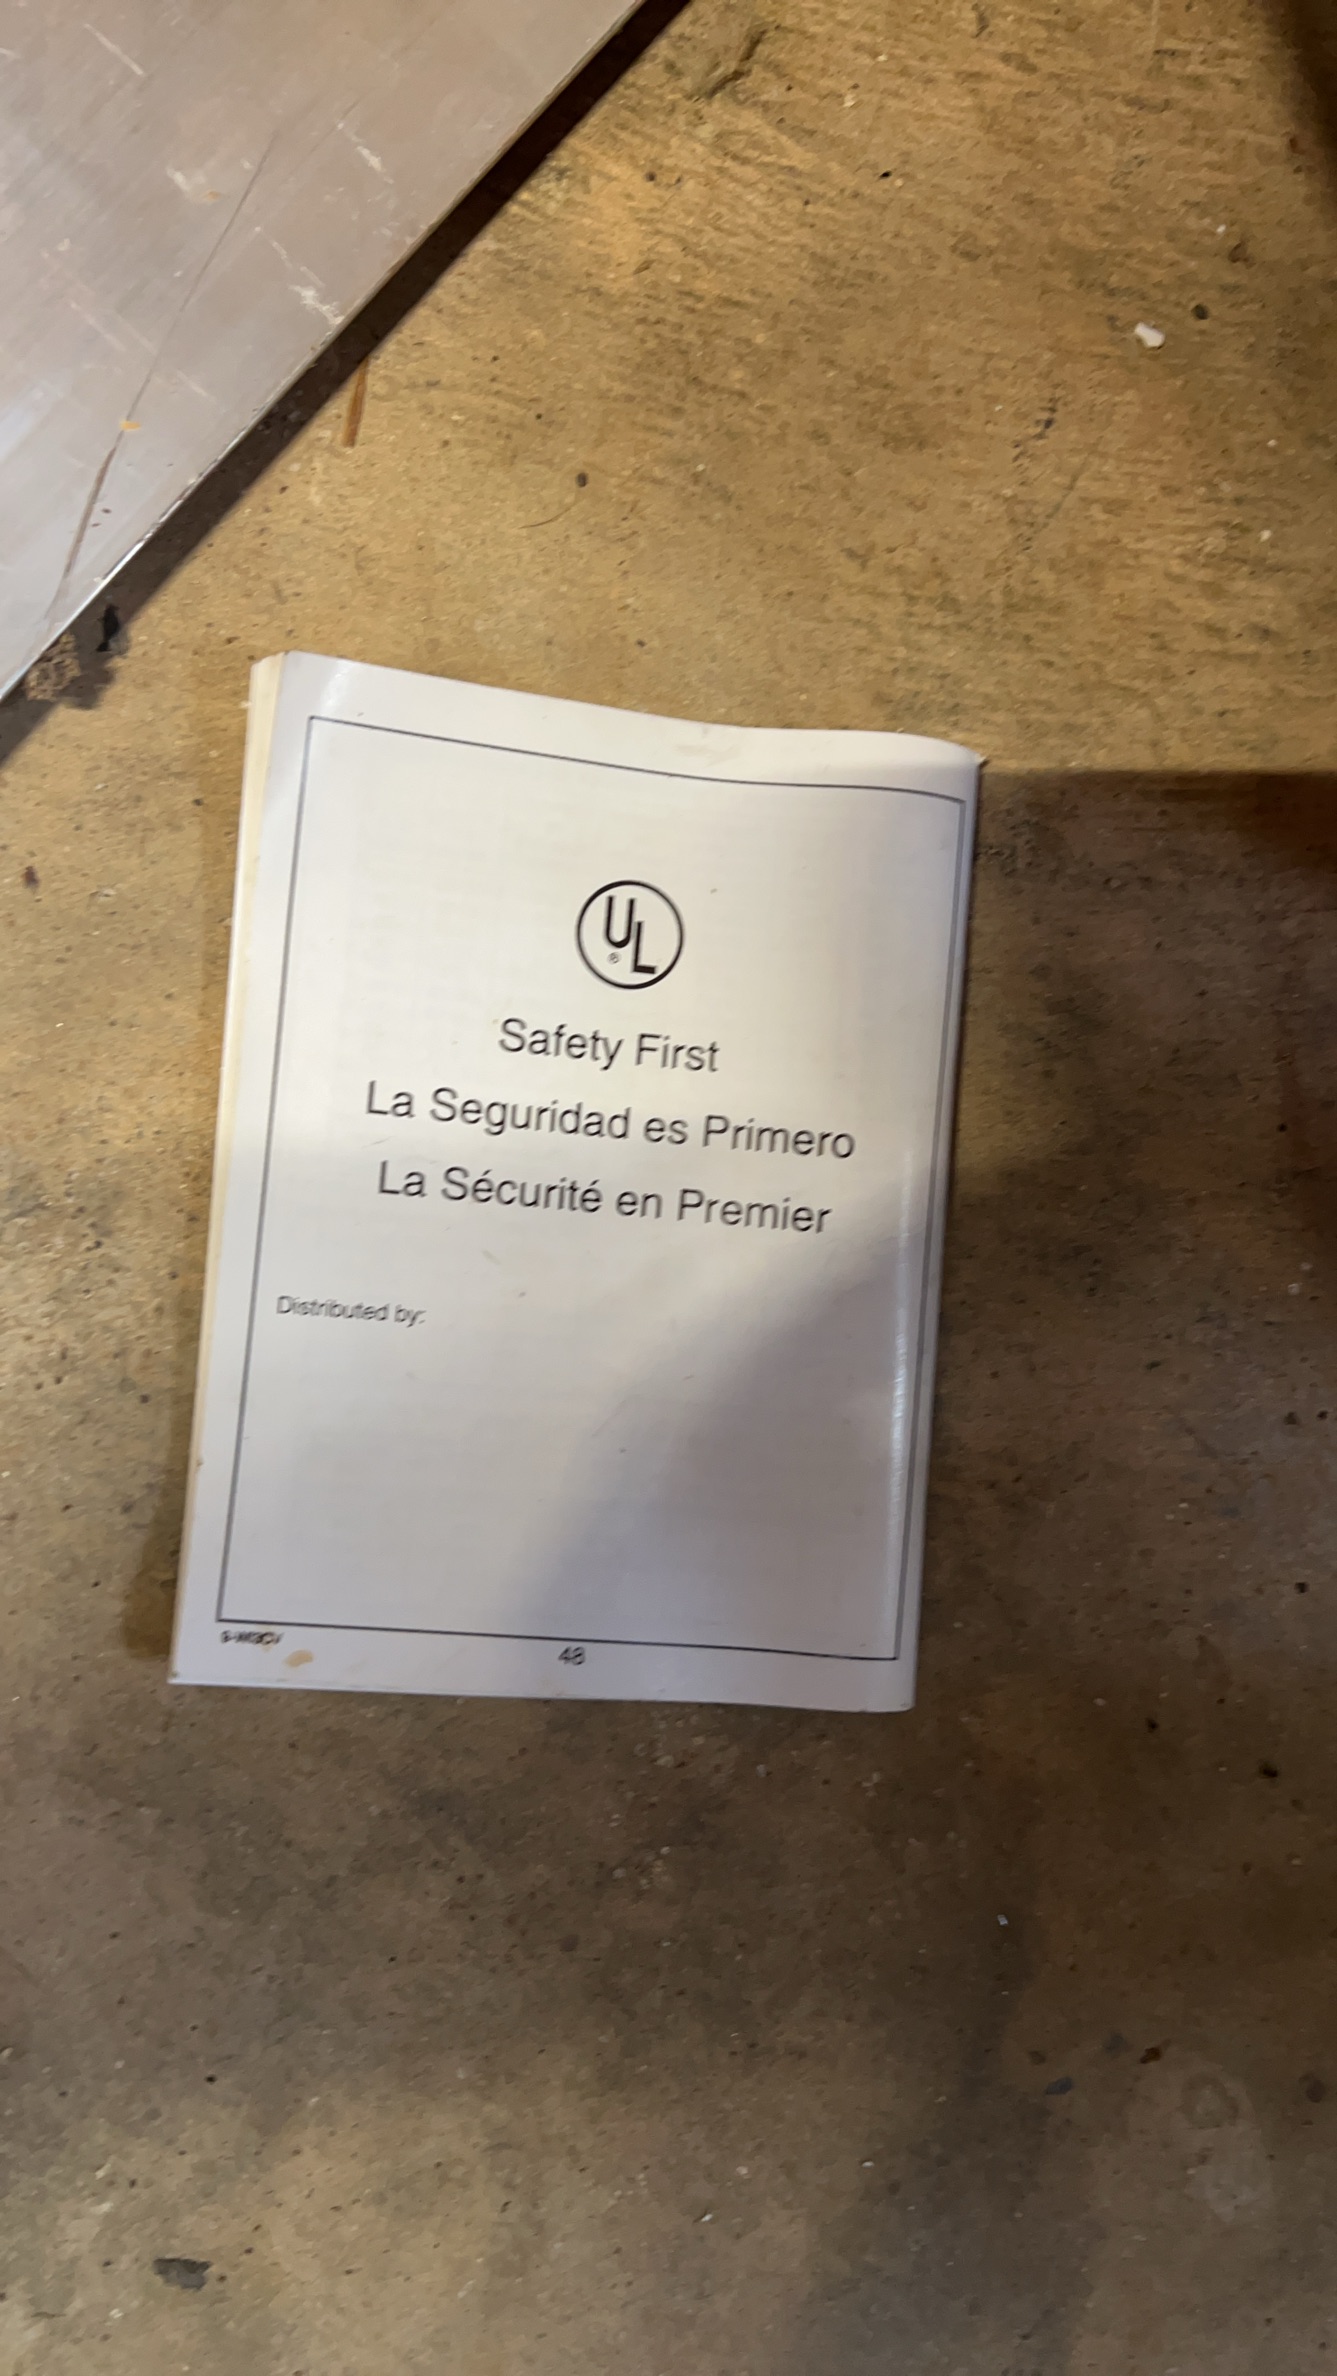 UL
®
Safety First
La Seguridad es Primero
La Sécurité en Premier
Distributed by:
48